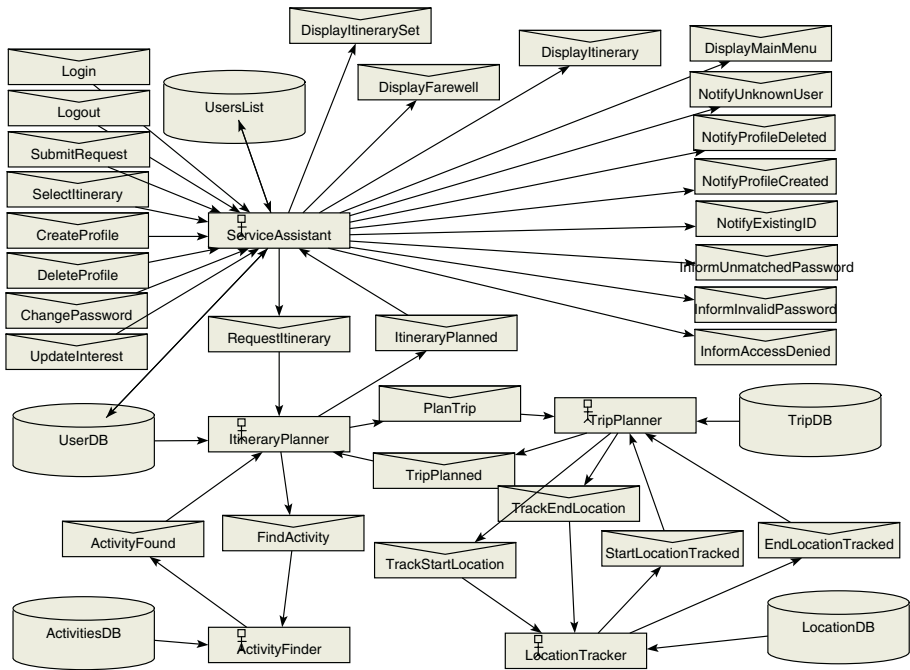 DisplayItinerarySet
DisplayItinerary
DisplayMainMenu
Login
DisplayFarewell
NotifyUnknownUser
UsersList
Logout
NotifyProfileDeleted
SubmitRequest
NotifyProfileCreated
SelectItinerary
NotifyExistingID
CreateProfile
ServiceAssistant
InformUnmatchedPassword
DeleteProfile
InformInvalidPassword
ChangePassword
RequestItinerary
ItineraryPlanned
InformAccessDenied
UpdateInterest
PlanTrip
TripPlanner
TripDB
UserDB
ItineraryPlanner
TripPlanned
TrackEndLocation
ActivityFound
FindActivity
StartLocationTracked
EndLocationTracked
TrackStartLocation
ActivitiesDB
ActivityFinder
LocationTracker
LocationDB